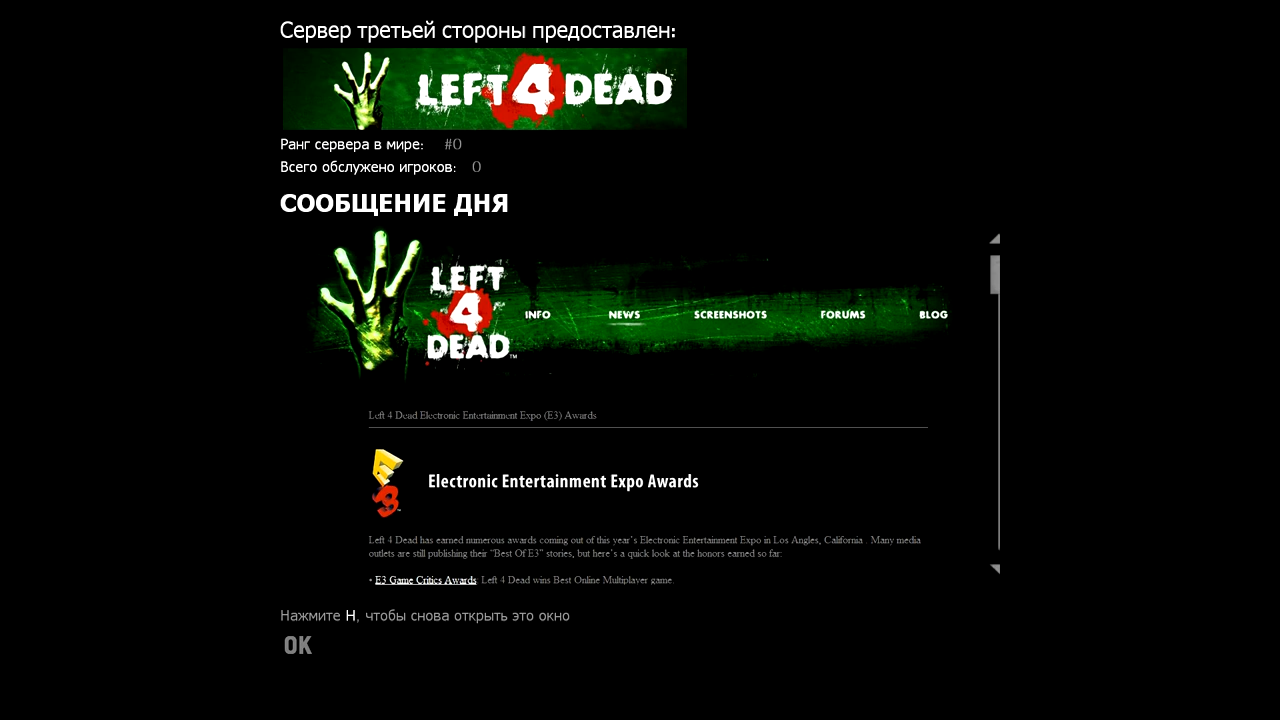 Сервер третьей стороны предоставлен:
LEFT 4 DEAD
Ранг сервера в мире: #0
Всего обслужено игроков: 0
СООБЩЕНИЕ ДНЯ
LEFT
4
DEAD™
INFO NEWS SCREENSHOTS FORUMS BLOG
Left 4 Dead Electronic Entertainment Expo (E3) Awards
E3
Electronic Entertainment Expo Awards
Left 4 Dead has earned numerous awards coming out of this year's Electronic Entertainment Expo in Los Angles, California . Many media
outlets are still publishing their "Best Of E3" stories, but here's a quick look at the honors earned so far:
• E3 Game Critics Awards: Left 4 Dead wins Best Online Multiplayer game.
Нажмите H, чтобы снова открыть это окно
OK